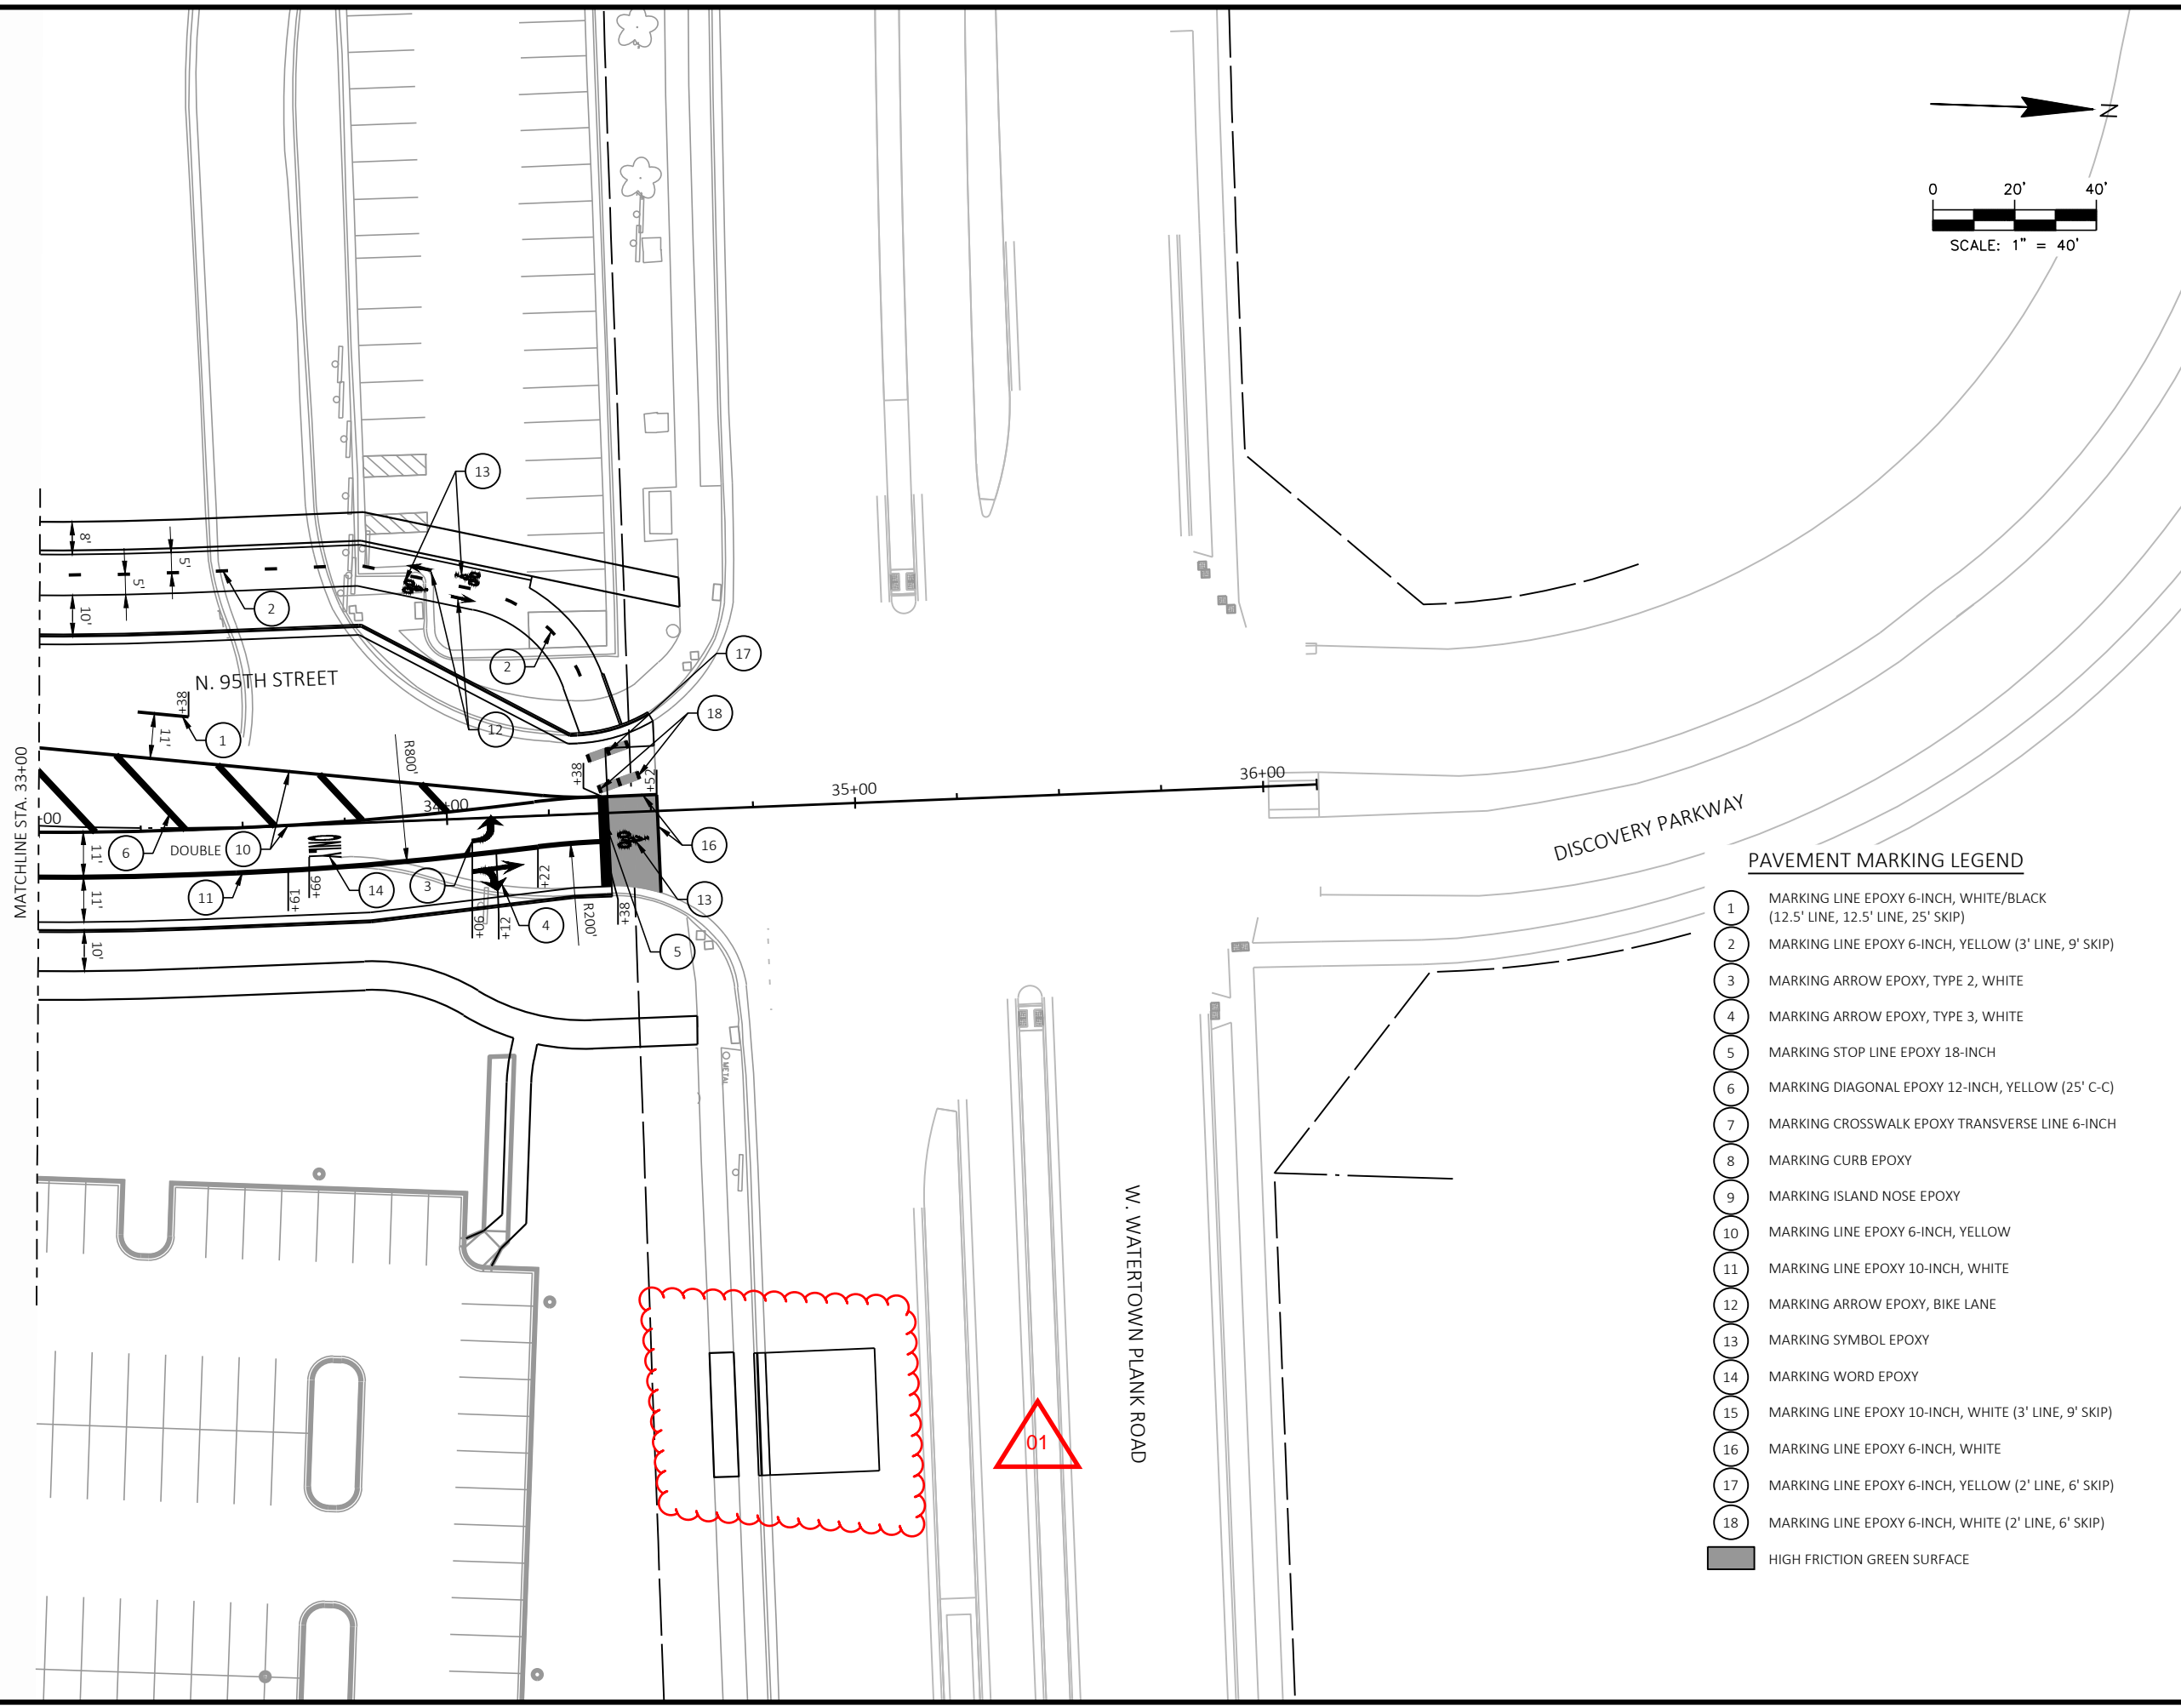 N
0 20' 40'
SCALE: 1" = 40'
13
8'
5'
5'
10'
2
2
17
N. 95TH STREET
+38
1
11'
12
18
R800'
+38
+52
36+00
35+00
34+00
MATCHLINE STA. 33+00
+00
6
DOUBLE
10
11'
11'
10'
11
+61
+66
14
3
+06
+12
+22
4
R200'
+38
16
13
5
METAL
DISCOVERY PARKWAY
W. WATERTOWN PLANK ROAD
01
PAVEMENT MARKING LEGEND
1 MARKING LINE EPOXY 6-INCH, WHITE/BLACK
(12.5' LINE, 12.5' LINE, 25' SKIP)
2 MARKING LINE EPOXY 6-INCH, YELLOW (3' LINE, 9' SKIP)
3 MARKING ARROW EPOXY, TYPE 2, WHITE
4 MARKING ARROW EPOXY, TYPE 3, WHITE
5 MARKING STOP LINE EPOXY 18-INCH
6 MARKING DIAGONAL EPOXY 12-INCH, YELLOW (25' C-C)
7 MARKING CROSSWALK EPOXY TRANSVERSE LINE 6-INCH
8 MARKING CURB EPOXY
9 MARKING ISLAND NOSE EPOXY
10 MARKING LINE EPOXY 6-INCH, YELLOW
11 MARKING LINE EPOXY 10-INCH, WHITE
12 MARKING ARROW EPOXY, BIKE LANE
13 MARKING SYMBOL EPOXY
14 MARKING WORD EPOXY
15 MARKING LINE EPOXY 10-INCH, WHITE (3' LINE, 9' SKIP)
16 MARKING LINE EPOXY 6-INCH, WHITE
17 MARKING LINE EPOXY 6-INCH, YELLOW (2' LINE, 6' SKIP)
18 MARKING LINE EPOXY 6-INCH, WHITE (2' LINE, 6' SKIP)
HIGH FRICTION GREEN SURFACE